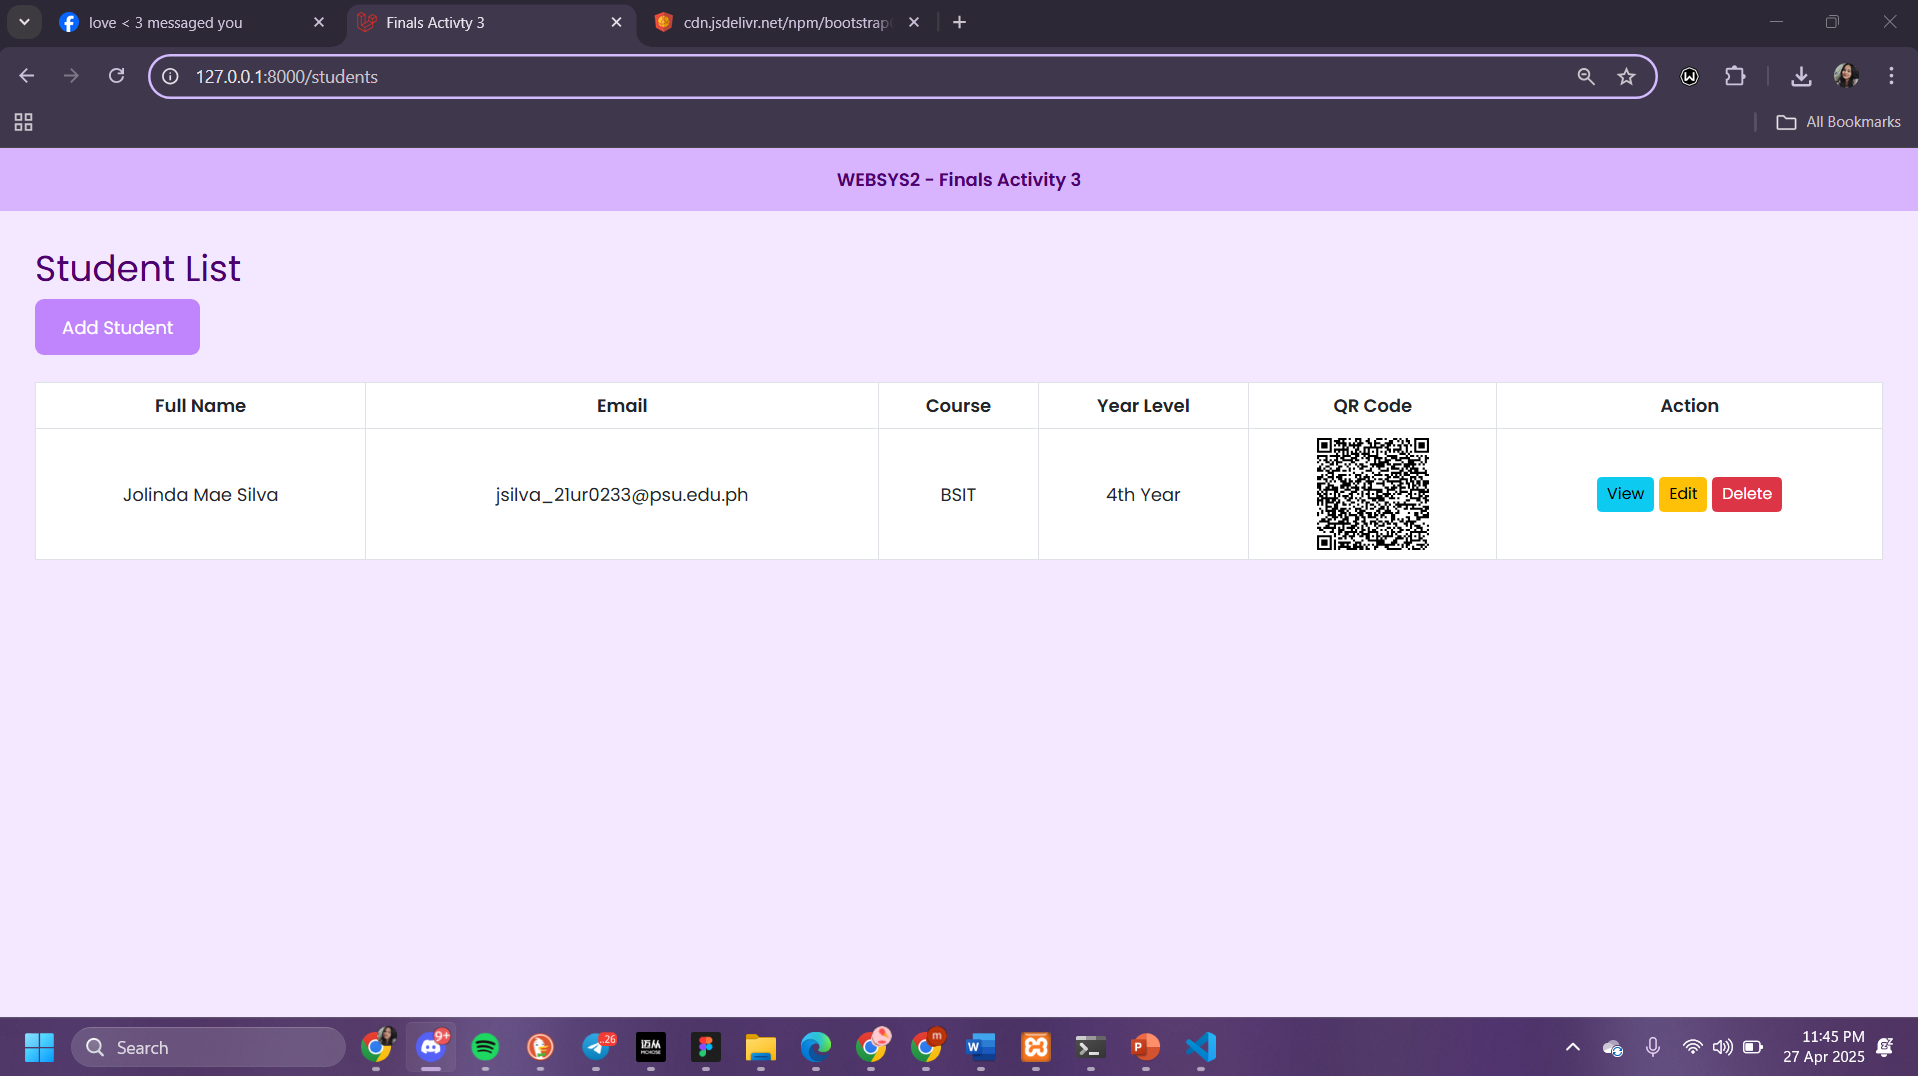 love < 3 messaged you
Finals Activty 3
cdn.jsdelivr.net/npm/bootstrap
127.0.0.1:8000/students
All Bookmarks
WEBSYS2 - Finals Activity 3
Student List
Add Student
Full Name Email Course Year Level QR Code Action
Jolinda Mae Silva jsilva_21ur0233@psu.edu.ph BSIT 4th Year View Edit Delete
Search
9+
26
MCHOSE
m
11:45 PM
27 Apr 2025